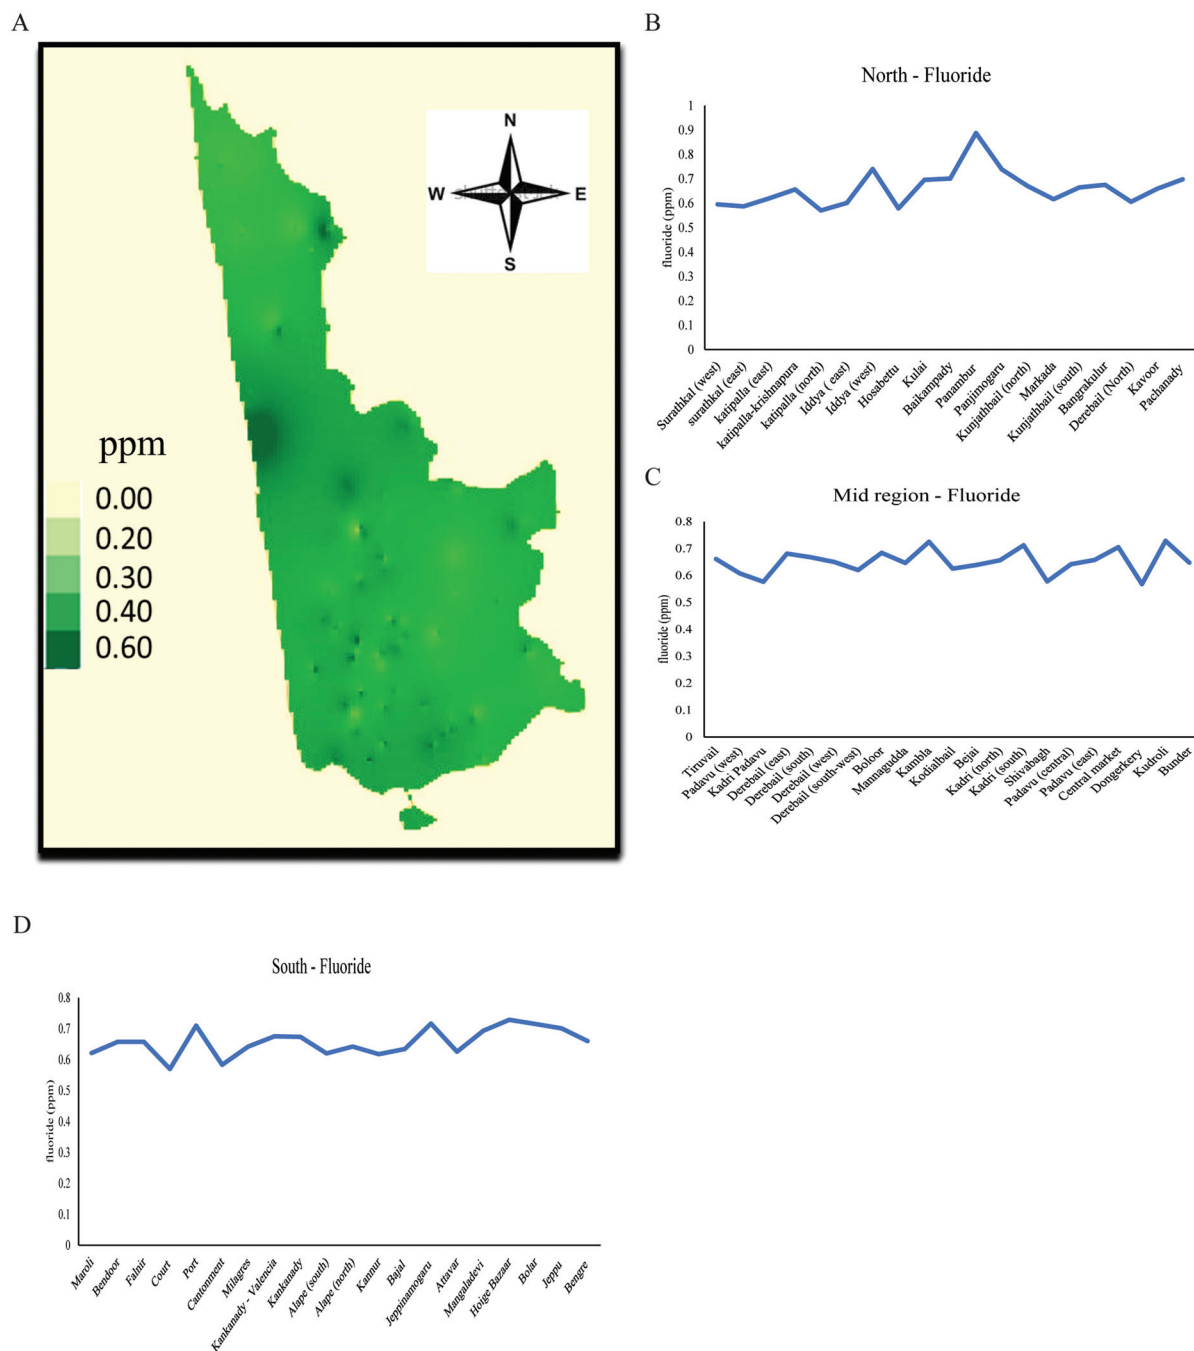 A
N
W
E
S
shutterstock
ppm
0.00
0.20
0.30
0.40
0.60
B
North - Fluoride
fluoride (ppm)
1
0.9
0.8
0.7
0.6
0.5
0.4
0.3
0.2
0.1
0
Surathkal (west)
surathkal (east)
katipalla (east)
katipalla-krishnapura
katipalla (north)
Iddya ( east)
Iddya (west)
Hosabettu
Kulai
Baikampady
Panambur
Panjimogaru
Kunjathbail (north)
Markada
Kunjathbail (south)
Bangrakulur
Derebail (North)
Kavoor
Pachanady
C
Mid region - Fluoride
fluoride (ppm)
0.8
0.7
0.6
0.5
0.4
0.3
0.2
0.1
0
Tiruvail
Padavu (west)
Kadri Padavu
Derebail (east)
Derebail (south)
Derebail (west)
Derebail (south-west)
Boloor
Mannagudda
Kambla
Kodialbail
Bejai
Kadri (north)
Kadri (south)
Shivabagh
Padavu (central)
Padavu (east)
Central market
Dongerkery
Kudroli
Bunder
D
South - Fluoride
fluoride (ppm)
0.8
0.7
0.6
0.5
0.4
0.3
0.2
0.1
0
Maroli
Bendoor
Falnir
Court
Port
Cantonment
Milagres
Kankanady - Valencia
Kankanady
Alape (south)
Alape (north)
Kannur
Bajal
Jeppinamogaru
Attavar
Mangaladevi
Hoige Bazaar
Bolar
Jeppu
Bengre